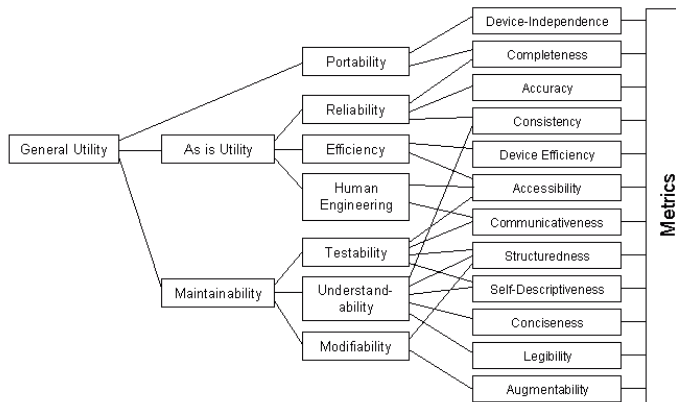 General Utility
As is Utility
Maintainability
Portability
Reliability
Efficiency
Human
Engineering
Testability
Understand-
ability
Modifiability
Device-Independence
Completeness
Accuracy
Consistency
Device Efficiency
Accessibility
Communicativeness
Structuredness
Self-Descriptiveness
Conciseness
Legibility
Augmentability
Metrics